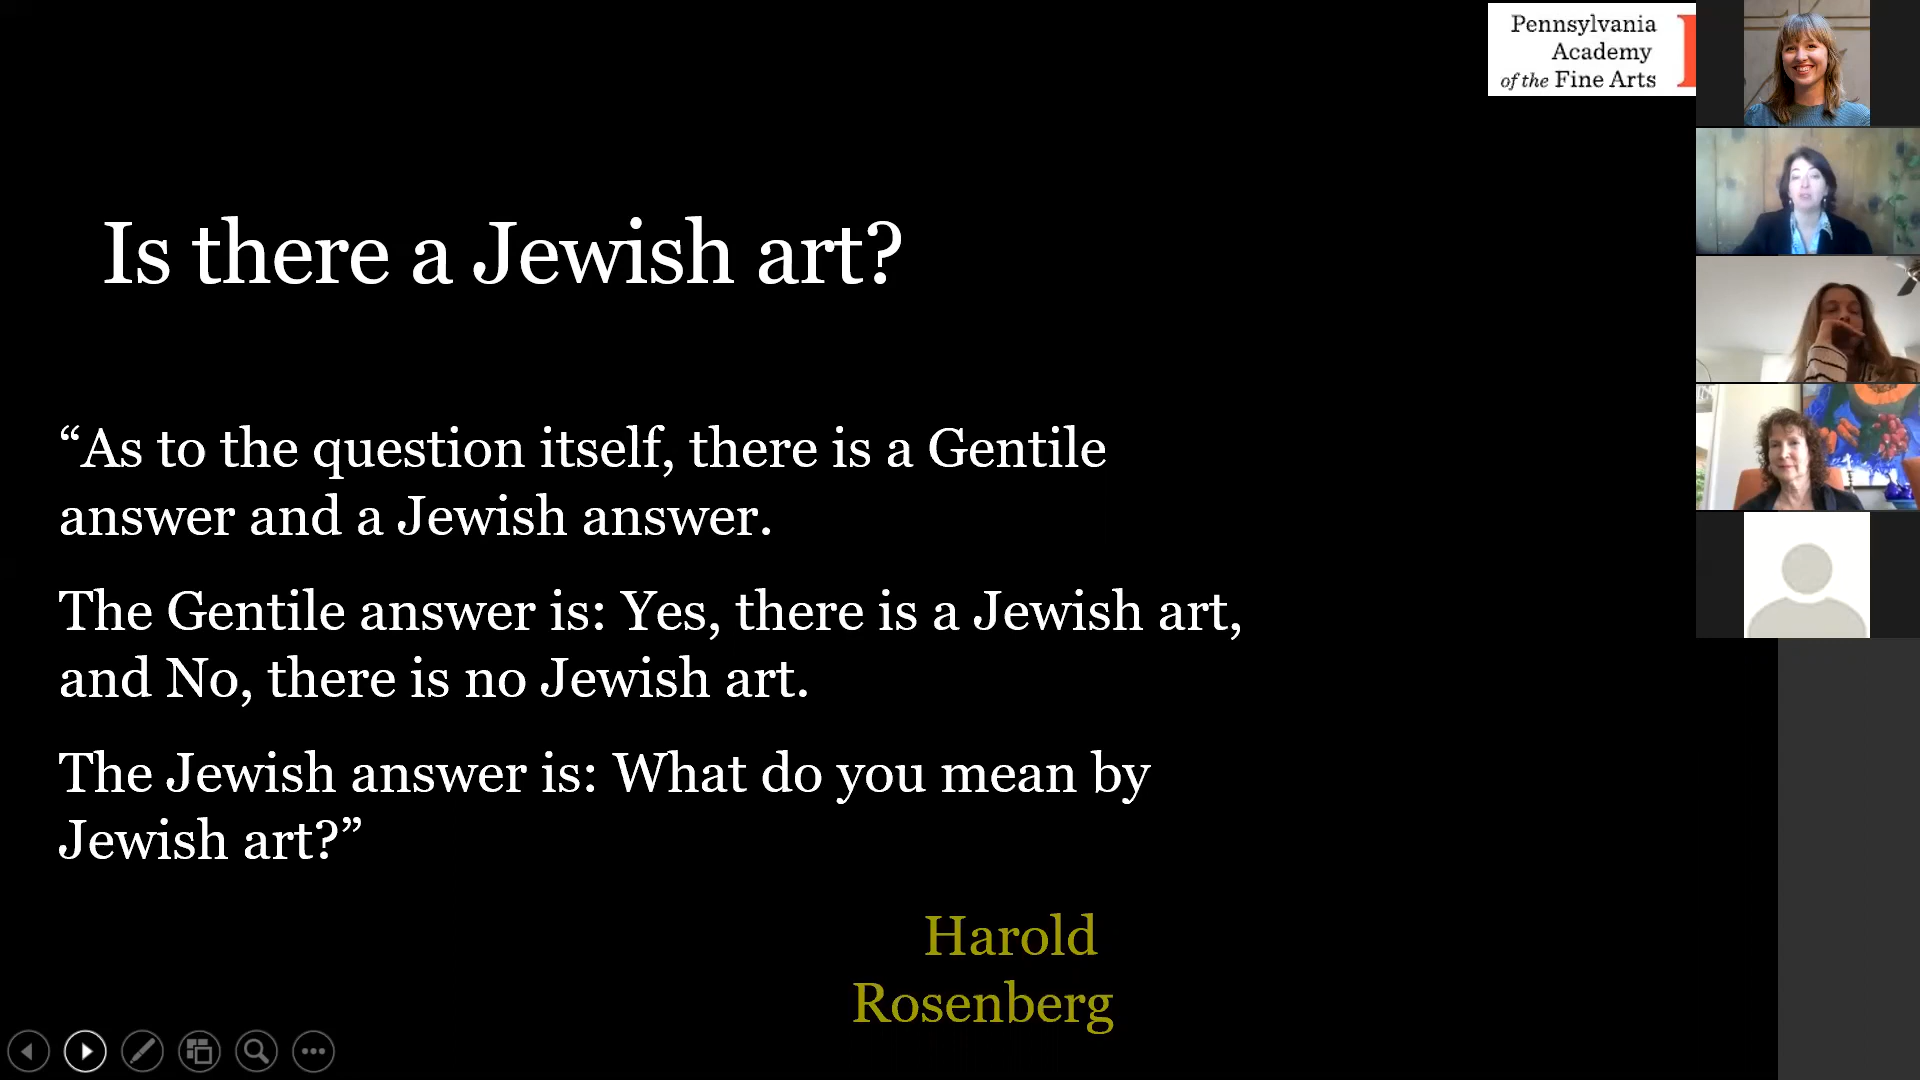 Pennsylvania
Academy
of the Fine Arts
Is there a Jewish art?
“As to the question itself, there is a Gentile
answer and a Jewish answer.
The Gentile answer is: Yes, there is a Jewish art,
and No, there is no Jewish art.
The Jewish answer is: What do you mean by
Jewish art?”
Harold
Rosenberg